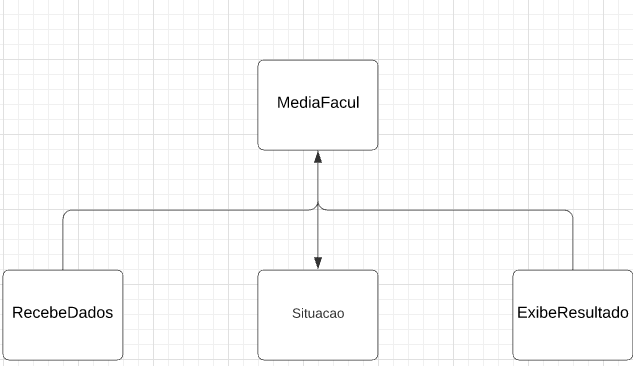 MediaFacul
RecebeDados
Situacao
ExibeResultado